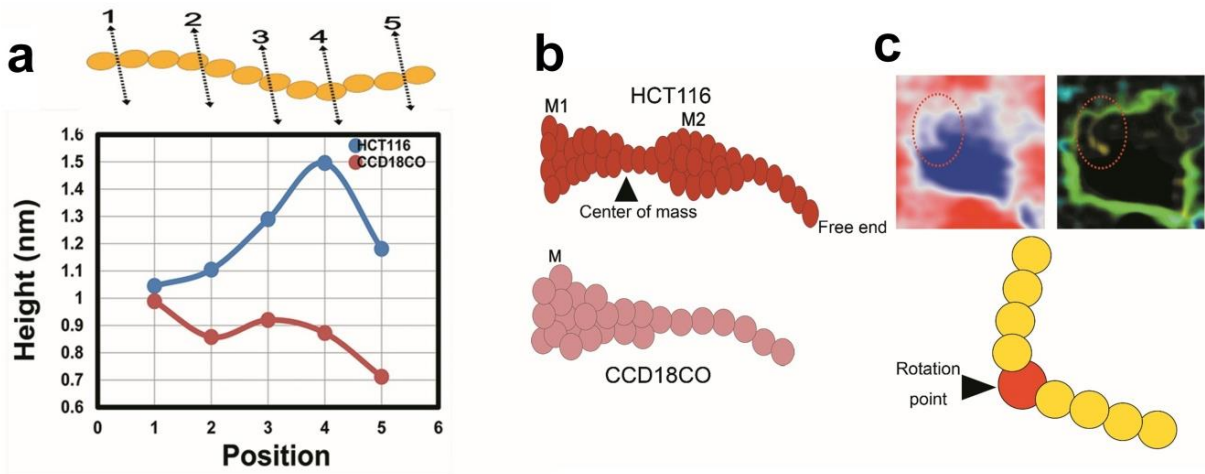 a
1 2 3 4 5
HCT116
CCD18CO
Height (nm)
1.6
1.5
1.4
1.3
1.2
1.1
1
0.9
0.8
0.7
0.6
0 1 2 3 4 5 6
Position
b
M1
HCT116
M2
Center of mass
Free end
M
CCD18CO
c
Rotation
point